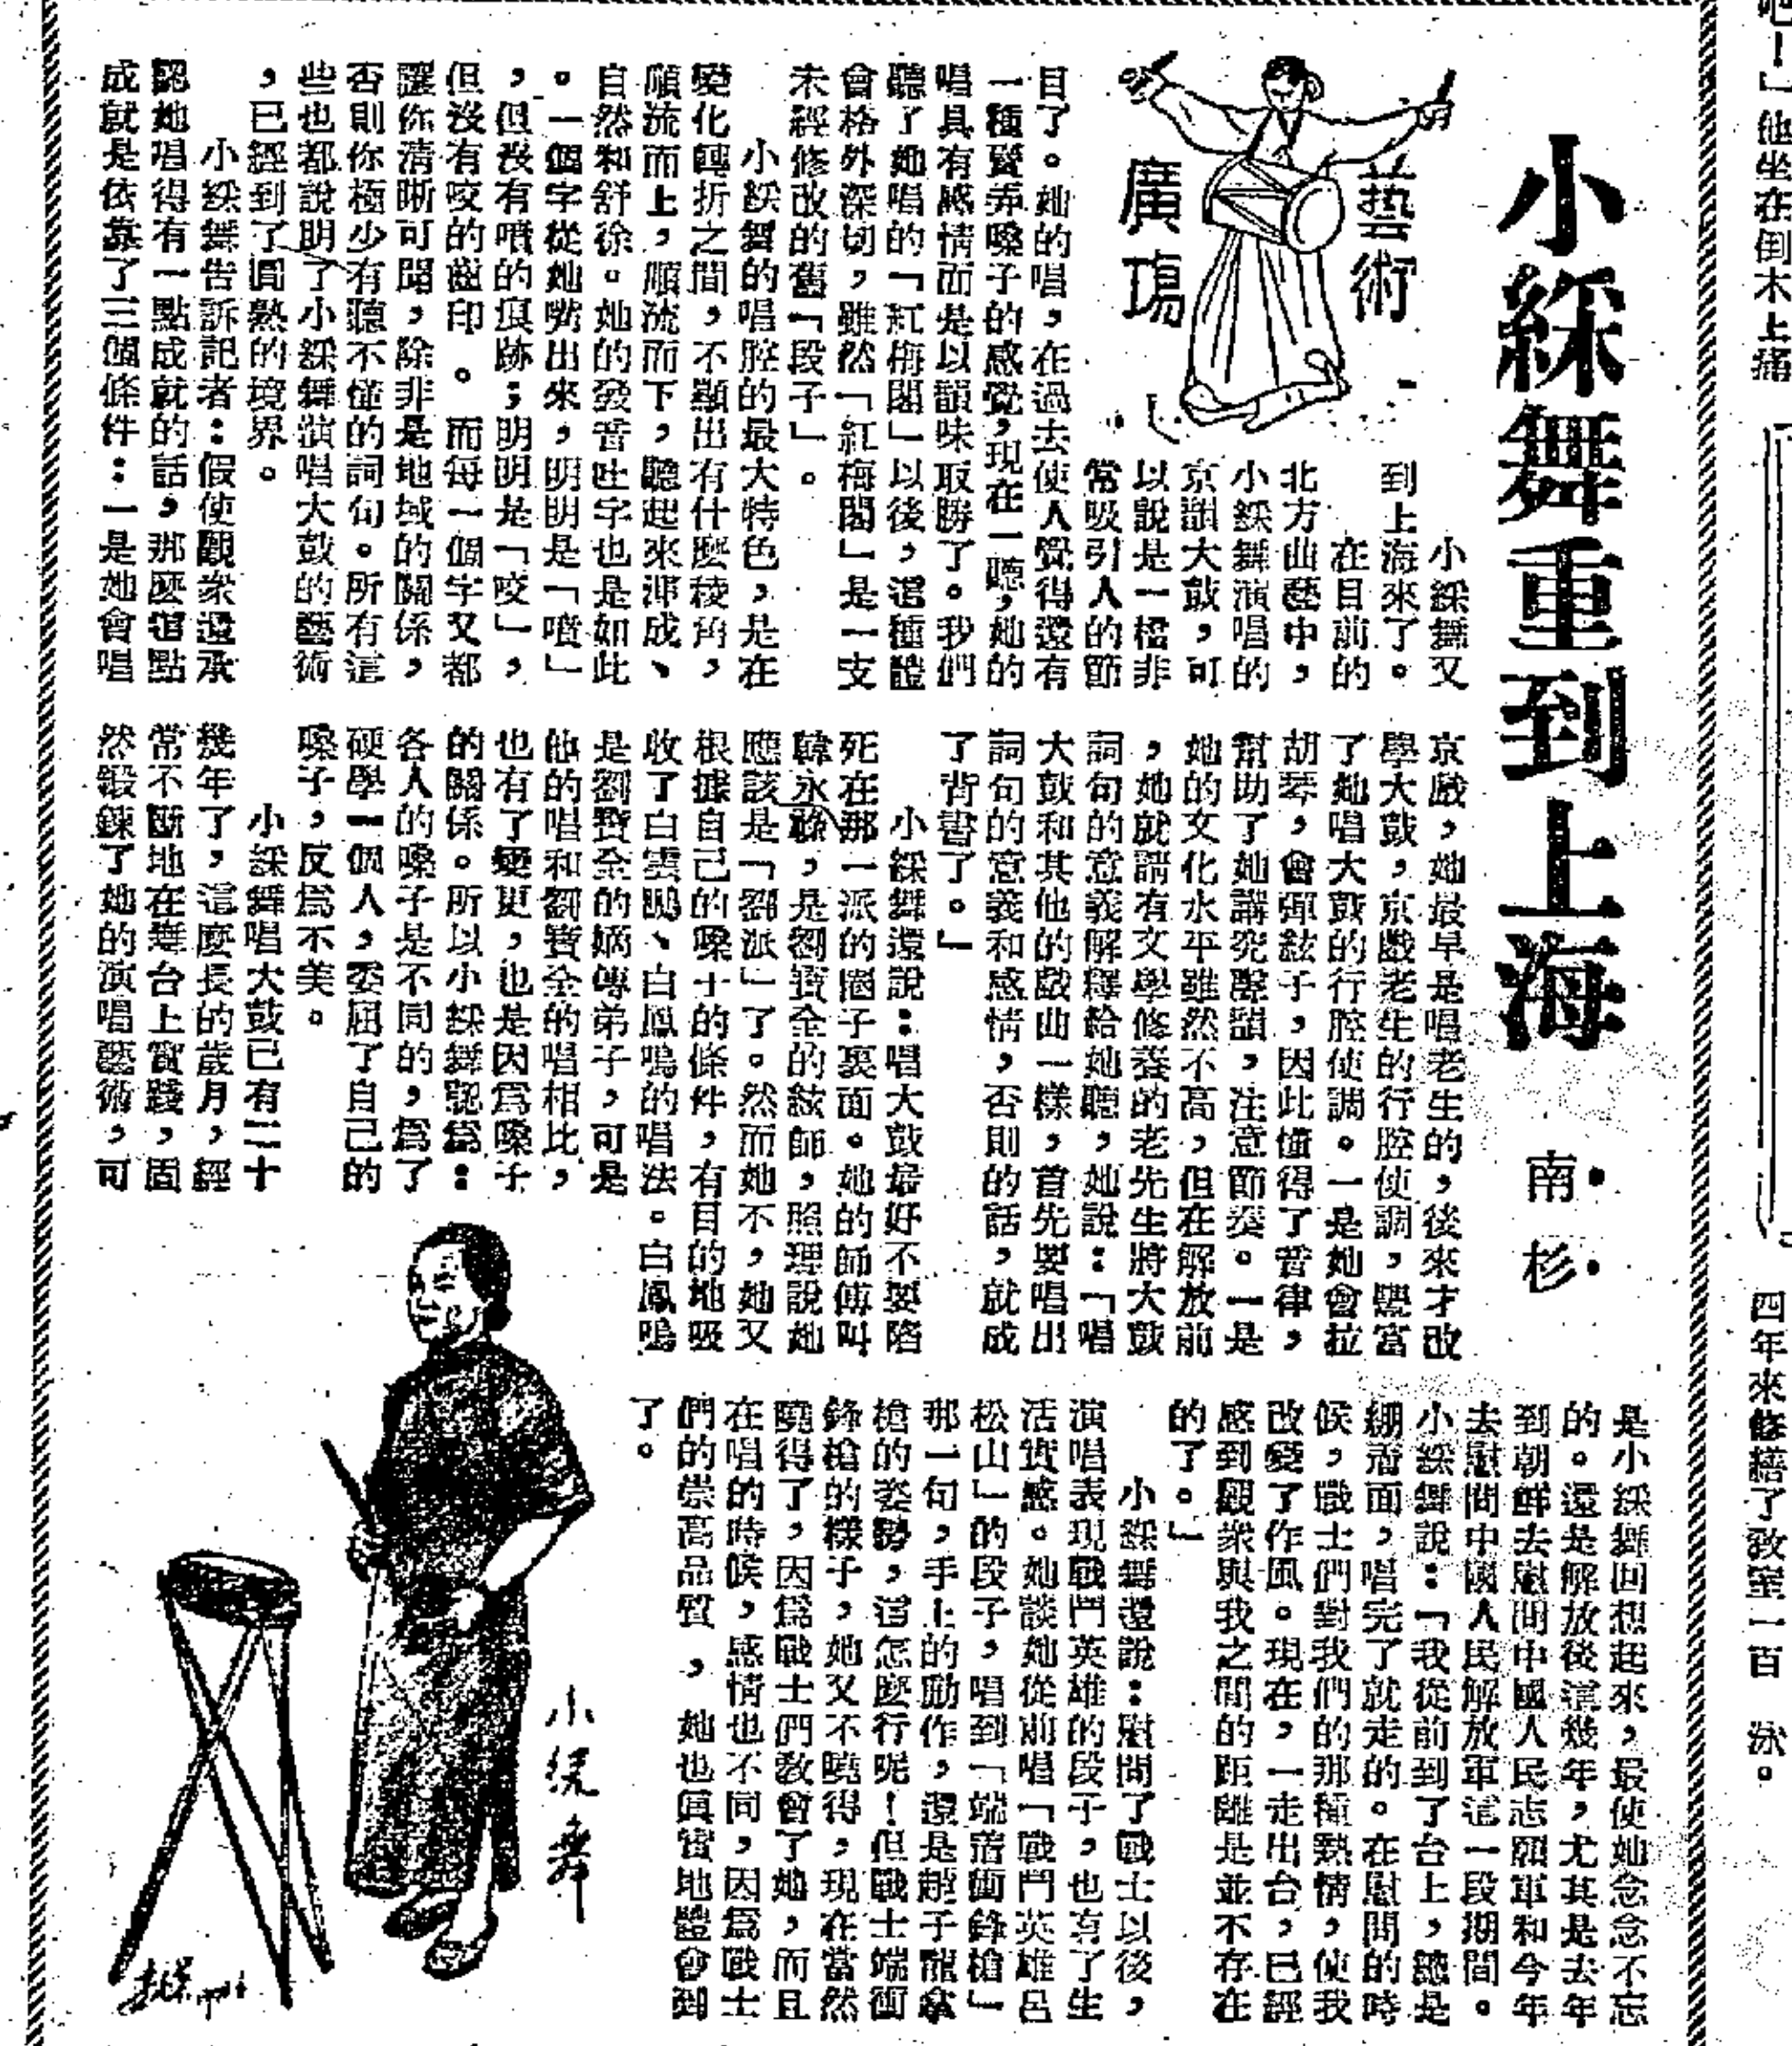 吧!」他坐在倒木上
四年來修繕了敎室一百
小綵舞重到上海
南杉
藝術
廣場
小綵舞又
到上海來了。
在目前的
北方曲藝中,
小綵舞演唱的
京韻大鼓,可
以說是一檔非
常吸引人的節
目了。她的唱,在過去使人覺得還有
一種賣弄嗓子的感覺,現在一聽,她的
唱具有感情而是以韻味取勝了。我們
聽了她唱的「紅梅閣」以後,這種體
會格外深切,雖然「紅梅閣」是一支
未經修改的舊「段子」。
小綵舞的唱腔的最大特色,是在
變化轉折之間,不顯出有什麼稜角,
順流而上,順流而下,聽起來渾成、
自然和舒徐。她的發音吐字也是如此
。一個字從她嘴出來,明明是「噴」
,但沒有噴的痕跡;明明是「咬」,
但沒有咬的齒印。而每一個字又都
讓你清晰可聞,除非是地域的關係,
否則你極少有聽不懂的詞句。所有這
些也都說明了小綵舞演唱大鼓的藝術
,已經到了圓熟的境界。
小綵舞告訴記者:假使觀衆還承
認她唱得有一點成就的話,那麼這點
成就是依靠了三個條件:一是她會唱
京戲,她最早是唱老生的,後來才改
學大鼓,京戲老生的行腔使調,豐富
了她唱大鼓的行腔使調。一是她會拉
胡琴,會彈絃子,因此懂得了音律,
幫助了她講究聲韻,注意節奏。一是
她的文化水平雖然不高,但在解放前
,她就請有文學修養的老先生將大鼓
詞句的意義解釋給她聽,她說:「唱
大鼓和其他的戲曲一樣,首先要唱出
詞句的意義和感情,否則的話,就成
了背書了。」
小綵舞還說:唱大鼓最好不要陷
死在那一派的圈子裏面。她的師傅叫
韓永祿,是劉寶全的絃師,照理說她
應該是「劉派」了。然而她不,她又
根據自己的嗓子的條件,有目的地吸
收了白雲鵬、白鳳鳴的唱法。白鳳鳴
是劉寶全的嫡傳弟子,可是
他的唱和劉寶全的唱相比,
也有了變更,也是因爲嗓子
的關係。所以小綵舞認爲:
各人的嗓子是不同的,爲了
硬學一個人,委屈了自己的
嗓子,反爲不美。
小綵舞唱大鼓已有二十
幾年了,這麼長的歲月,經
常不斷地在舞台上實踐,固
然鍛鍊了她的演唱藝術,可
是小綵舞回想起來,最使她念念不忘
的。還是解放後這幾年,尤其是去年
到朝鮮去慰問中國人民志願軍和今年
去慰問中國人民解放軍這一段期間。
小綵舞說:「我從前到了台上,總是
綳着面,唱完了就走的。在慰問的時
候,戰士們對我們的那種熱情,使我
改變了作風。現在,一走出台,已經
感到觀衆與我之間的距離是並不存在
的了。」
小綵舞還說:慰問了戰士以後,
演唱表現戰鬥英雄的段子,也有了生
活實感。她談她從前唱「戰鬥英雄呂
松山」的段子,唱到「端着衝鋒槍」
那一句,手上的動作,還是趙子龍拿
槍的姿勢,這怎麼行呢!但戰士端衝
鋒槍的樣子,她又不曉得,現在當然
曉得了,因爲戰士們敎會了她,而且
在唱的時候,感情也不同,因爲戰士
們的崇高品質,她也眞實地體會到
了。
小綵舞